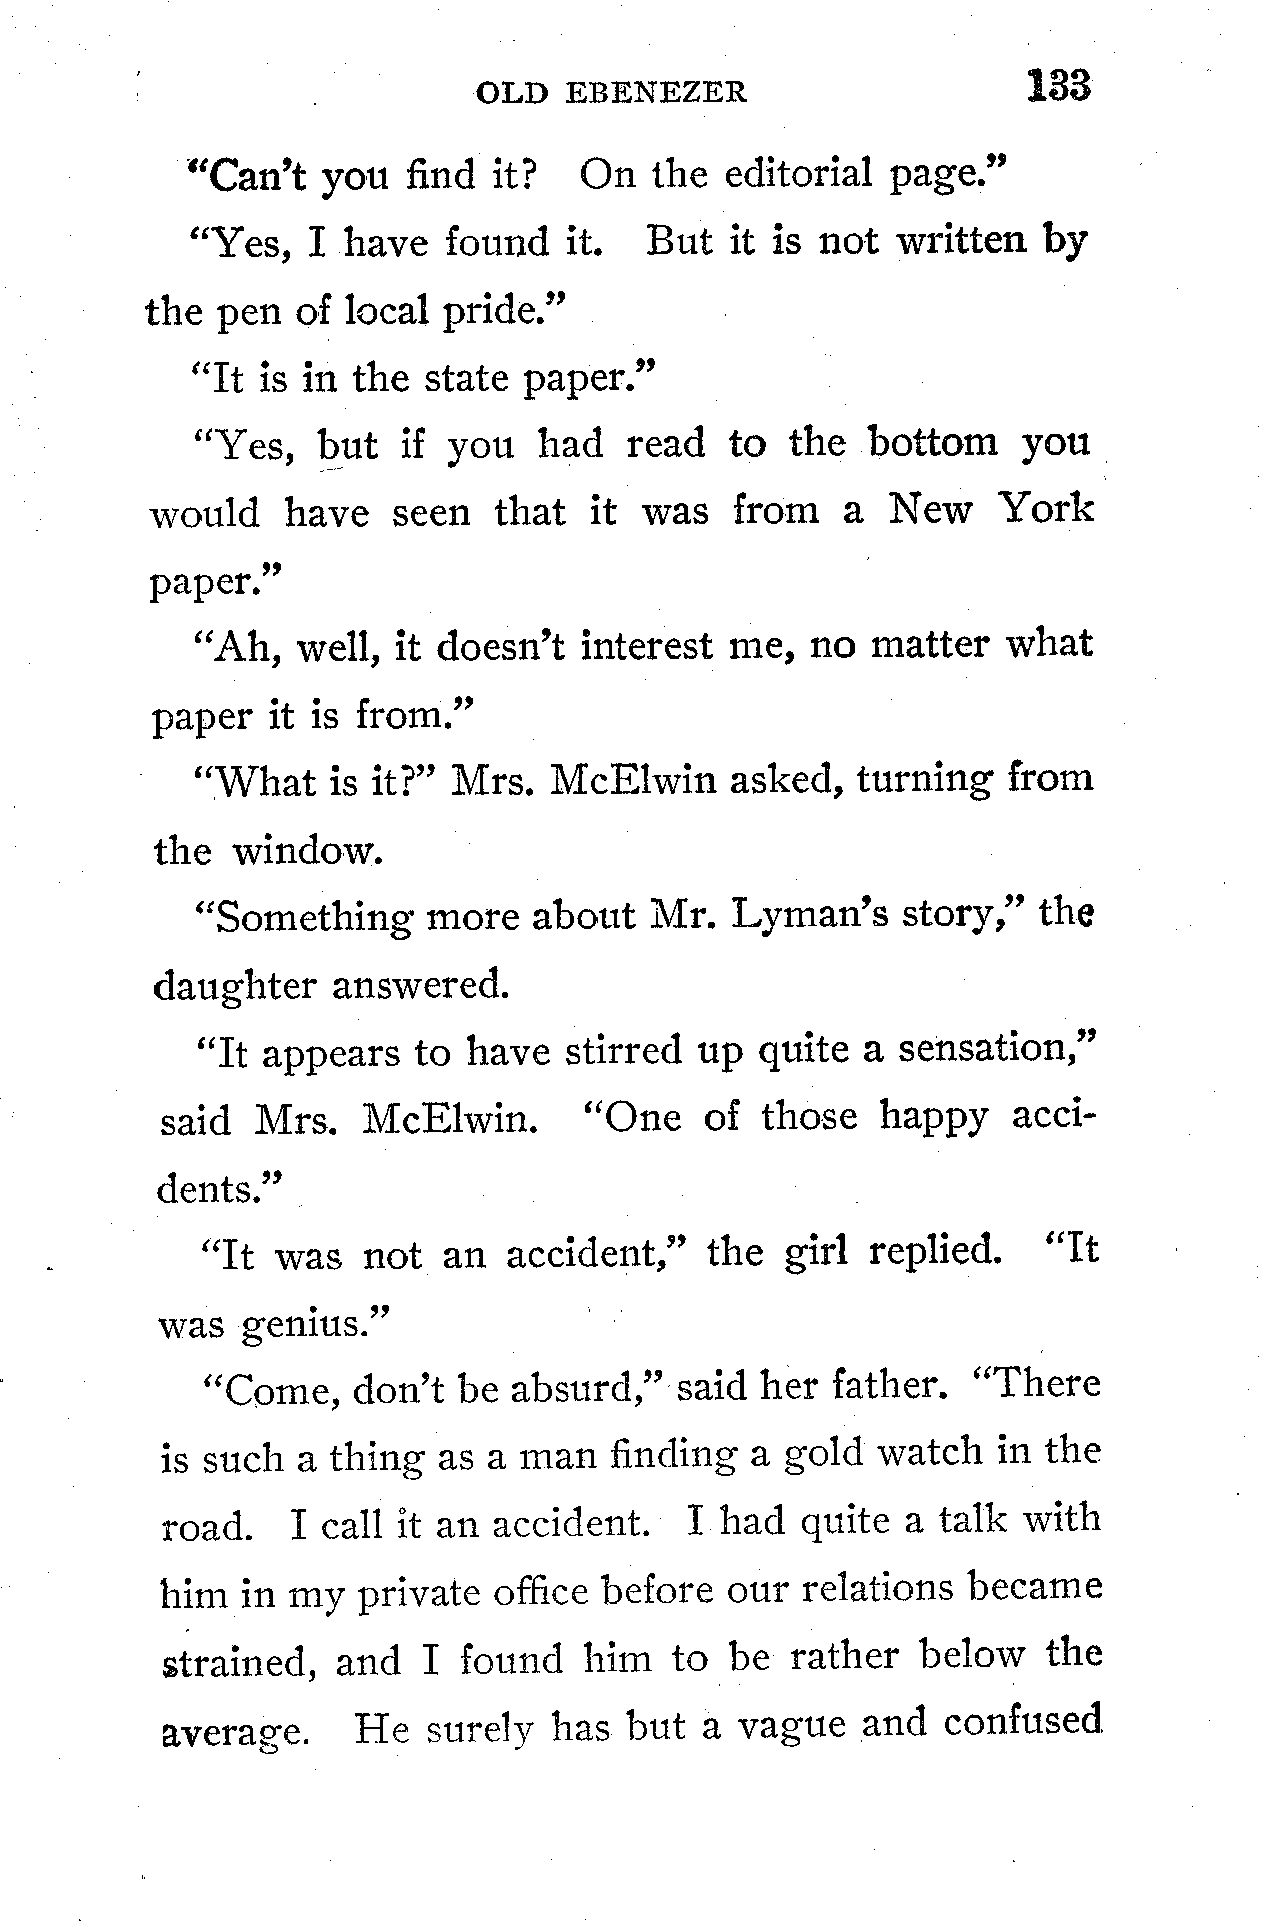 OLD EBENEZER 133
“Can’t you find it? On the editorial page.”
“Yes, I have found it. But it is not written by
the pen of local pride.”
“It is in the state paper.”
“Yes, but if you had read to the bottom you
would have seen that it was from a New York
paper.”
“Ah, well, it doesn’t interest me, no matter what
paper it is from.”
“What is it?” Mrs. McElwin asked, turning from
the window.
“Something more about Mr. Lyman’s story,” the
daughter answered.
“It appears to have stirred up quite a sensation,”
said Mrs. McElwin. “One of those happy acci-
dents.”
“It was not an accident,” the girl replied. “It
was genius.”
“Come, don’t be absurd,” said her father. “There
is such a thing as a man finding a gold watch in the
road. I call it an accident. I had quite a talk with
him in my private office before our relations became
strained, and I found him to be rather below the
average. He surely has but a vague and confused